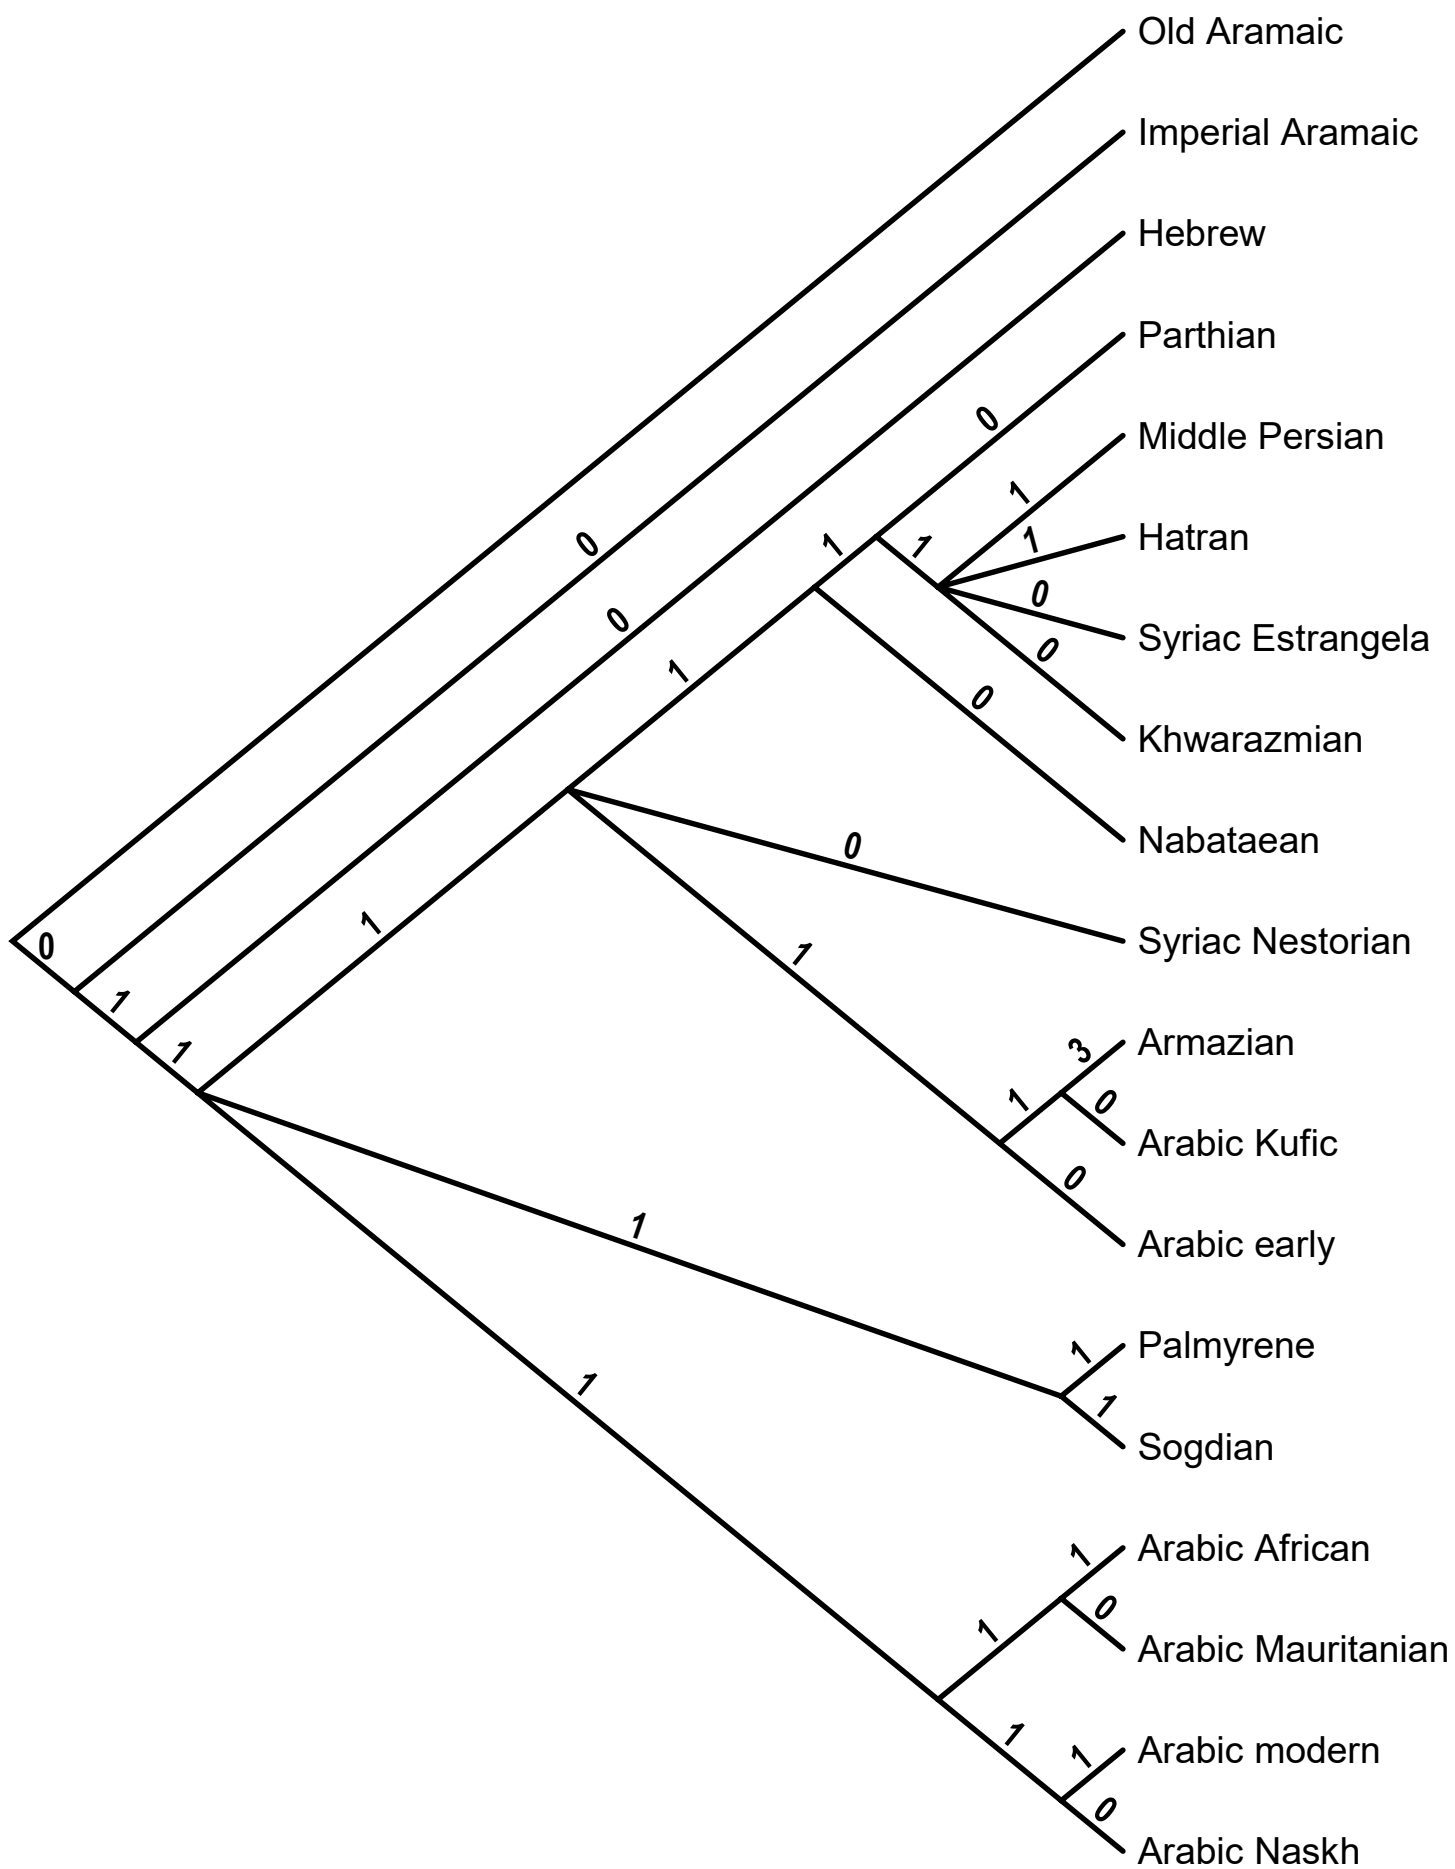 Old Aramaic
Imperial Aramaic
Hebrew
Parthian
0
Middle Persian
1
Hatran
1
1
1
0
0
Syriac Estrangela
0
0
1
0
Khwarazmian
Nabataean
0
1
Syriac Nestorian
0
1
1
Armazian
3
1
1
0
Arabic Kufic
0
Arabic early
1
Palmyrene
1
1
1
Sogdian
Arabic African
1
0
1
Arabic Mauritanian
1
Arabic modern
1
0
Arabic Naskh